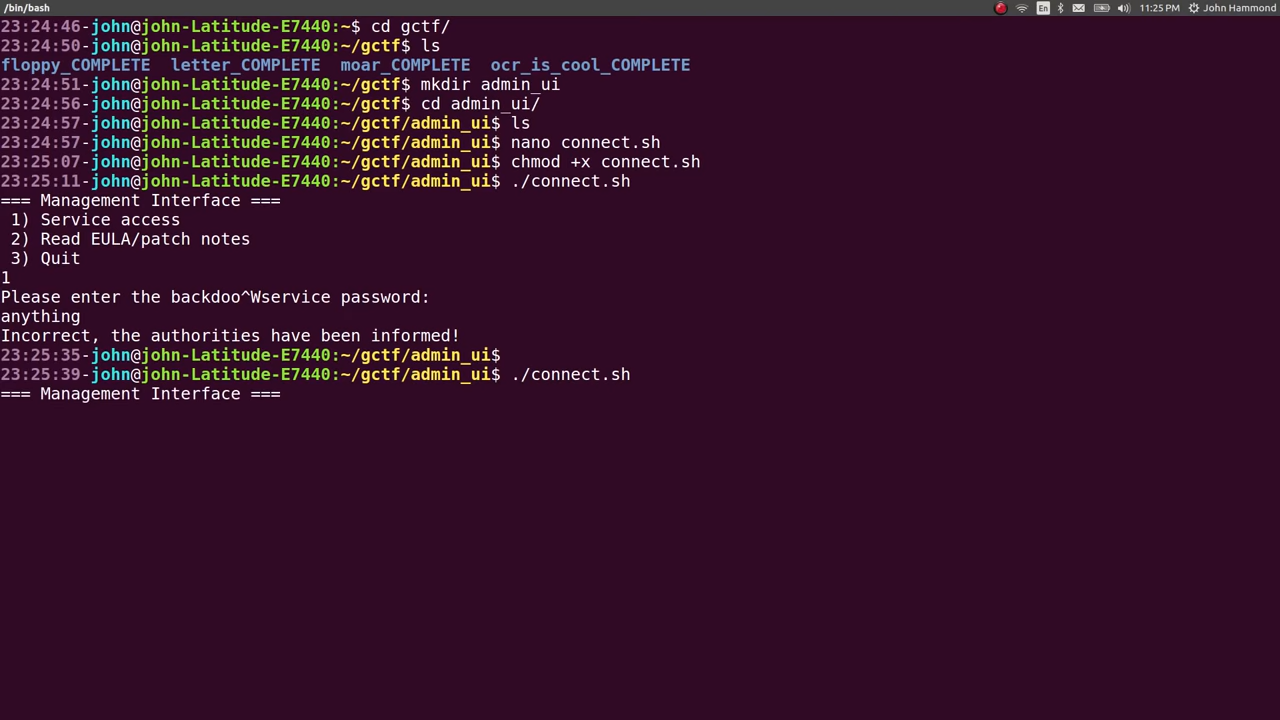 /bin/bash
En
11:25 PM
John Hammond
23:24:46-john@john-Latitude-E7440:~$ cd gctf/
23:24:50-john@john-Latitude-E7440:~/gctf$ ls
floppy_COMPLETE  letter_COMPLETE  moar_COMPLETE  ocr_is_cool_COMPLETE
23:24:51-john@john-Latitude-E7440:~/gctf$ mkdir admin_ui
23:24:56-john@john-Latitude-E7440:~/gctf$ cd admin_ui/
23:24:57-john@john-Latitude-E7440:~/gctf/admin_ui$ ls
23:24:57-john@john-Latitude-E7440:~/gctf/admin_ui$ nano connect.sh
23:25:07-john@john-Latitude-E7440:~/gctf/admin_ui$ chmod +x connect.sh
23:25:11-john@john-Latitude-E7440:~/gctf/admin_ui$ ./connect.sh
=== Management Interface ===
 1) Service access
 2) Read EULA/patch notes
 3) Quit
1
Please enter the backdoo^Wservice password:
anything
Incorrect, the authorities have been informed!
23:25:35-john@john-Latitude-E7440:~/gctf/admin_ui$
23:25:39-john@john-Latitude-E7440:~/gctf/admin_ui$ ./connect.sh
=== Management Interface ===